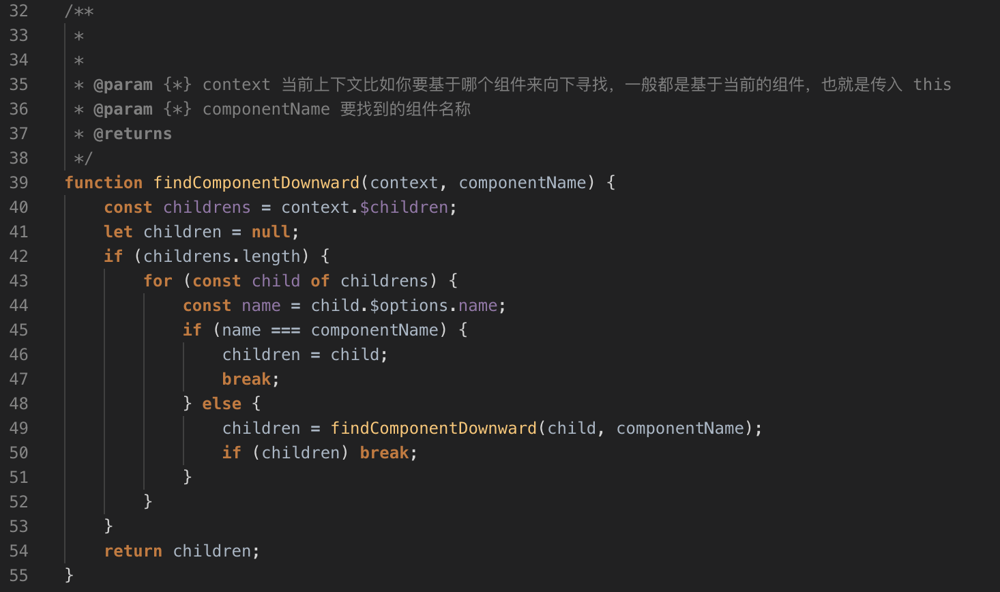 32 /**
33  *
34  *
35  * @param {*} context 当前上下文比如你要基于哪个组件来向下寻找，一般都是基于当前的组件，也就是传入 this
36  * @param {*} componentName 要找到的组件名称
37  * @returns
38  */
39 function findComponentDownward(context, componentName) {
40     const childrens = context.$children;
41     let children = null;
42     if (childrens.length) {
43         for (const child of childrens) {
44             const name = child.$options.name;
45             if (name === componentName) {
46                 children = child;
47                 break;
48             } else {
49                 children = findComponentDownward(child, componentName);
50                 if (children) break;
51             }
52         }
53     }
54     return children;
55 }